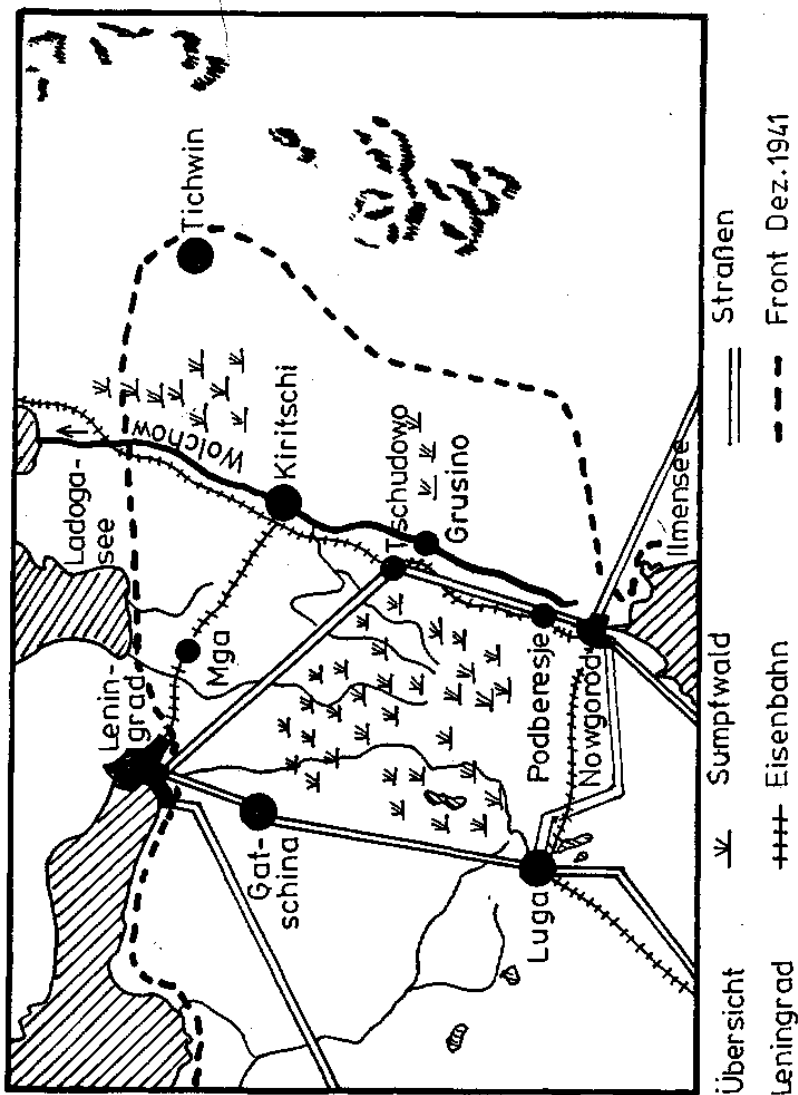 Lenin-
grad
Ladoga-
see
Tichwin
Mga
Wolchow
Gat-
schina
Kiritschi
Tschudowo
Grusino
Luga
Podberesje
Nowgorod
Ilmensee
Übersicht
Leningrad
Sumpfwald
Eisenbahn
Straßen
Front Dez.1941